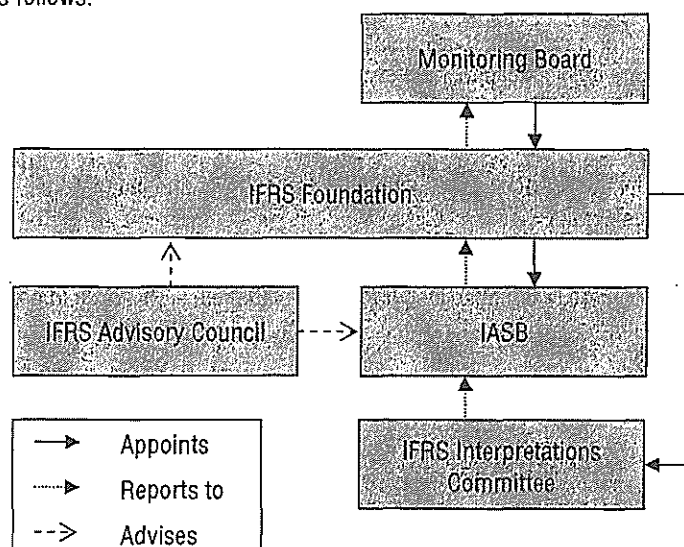 s follows:
Monitoring Board
IFRS Foundation
IFRS Advisory Council
IASB
IFRS Interpretations
Committee
Appoints
Reports to
Advises